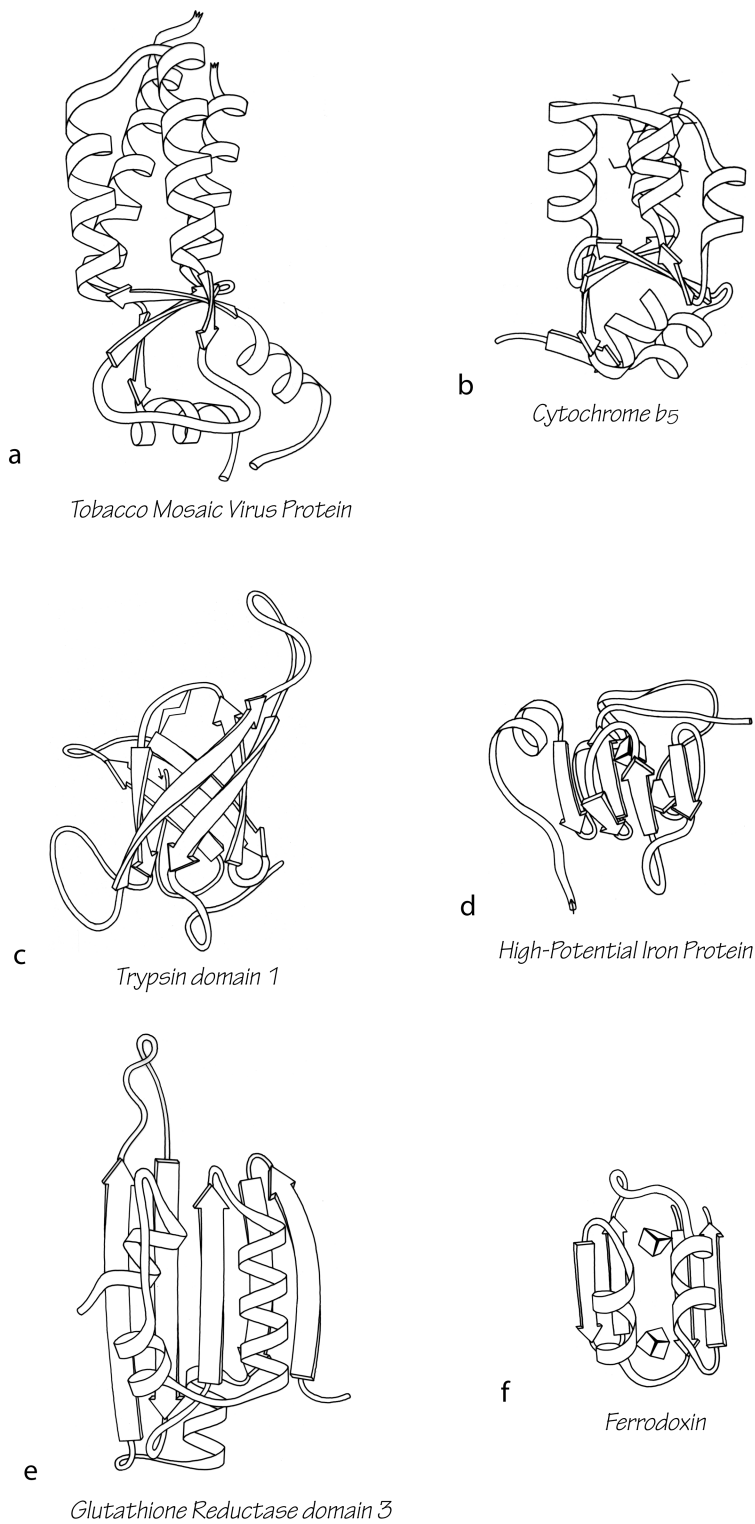 a
Tobacco Mosaic Virus Protein
b
Cytochrome b5
c
Trypsin domain 1
d
High-Potential Iron Protein
e
Glutathione Reductase domain 3
f
Ferrodoxin